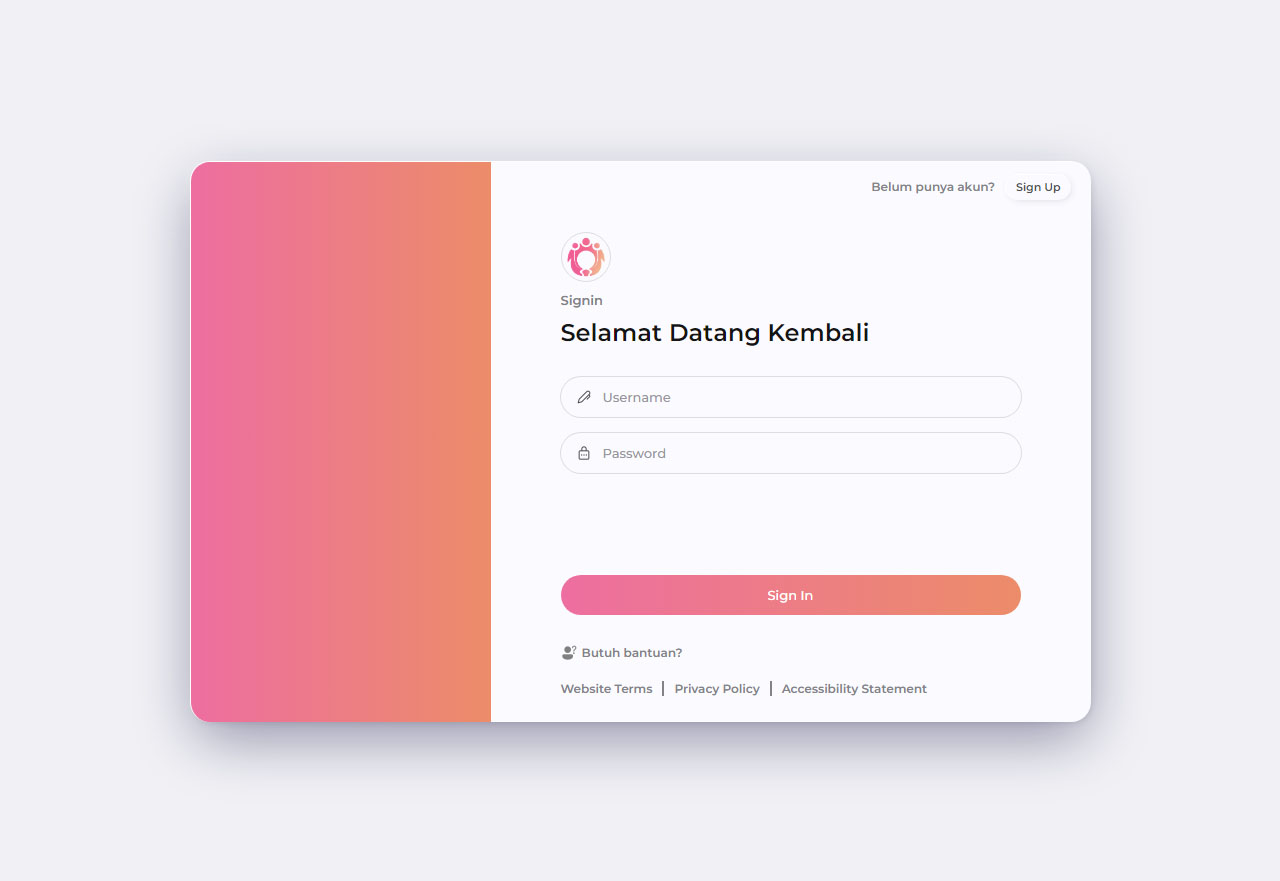 Belum punya akun? Sign Up
Signin
Selamat Datang Kembali
Username
Password
Sign In
Butuh bantuan?
Website Terms | Privacy Policy | Accessibility Statement